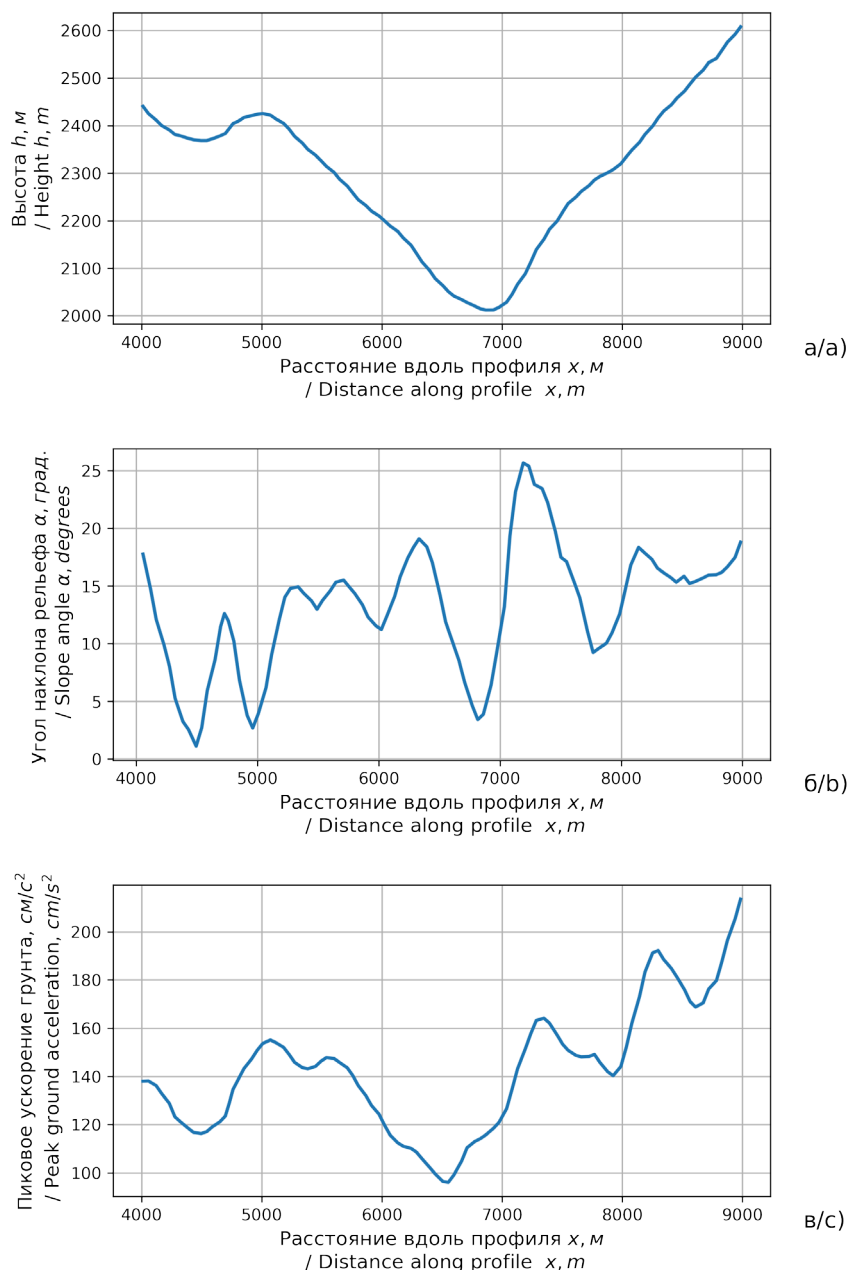 Высота h, м
/ Height h, m
2600
2500
2400
2300
2200
2100
2000
4000 5000 6000 7000 8000 9000
Расстояние вдоль профиля x, м
/ Distance along profile x, m
а/a)
Угол наклона рельефа α, град.
/ Slope angle α, degrees
25
20
15
10
5
0
4000 5000 6000 7000 8000 9000
Расстояние вдоль профиля x, м
/ Distance along profile x, m
б/b)
Пиковое ускорение грунта, см/с²
/ Peak ground acceleration, cm/s²
200
180
160
140
120
100
4000 5000 6000 7000 8000 9000
Расстояние вдоль профиля x, м
/ Distance along profile x, m
в/c)